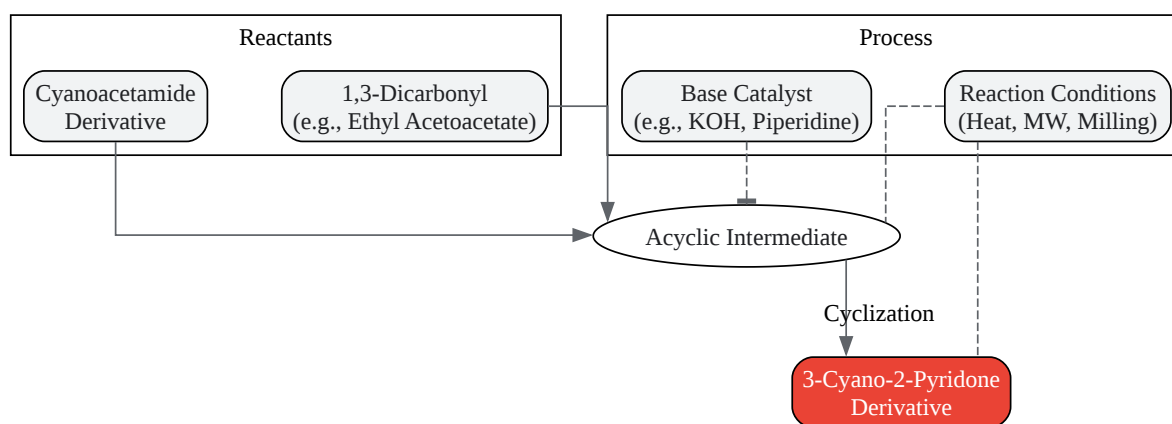 Reactants
Process
Cyanoacetamide
Derivative
1,3-Dicarbonyl
(e.g., Ethyl Acetoacetate)
Base Catalyst
(e.g., KOH, Piperidine)
Reaction Conditions
(Heat, MW, Milling)
Acyclic Intermediate
Cyclization
3-Cyano-2-Pyridone
Derivative